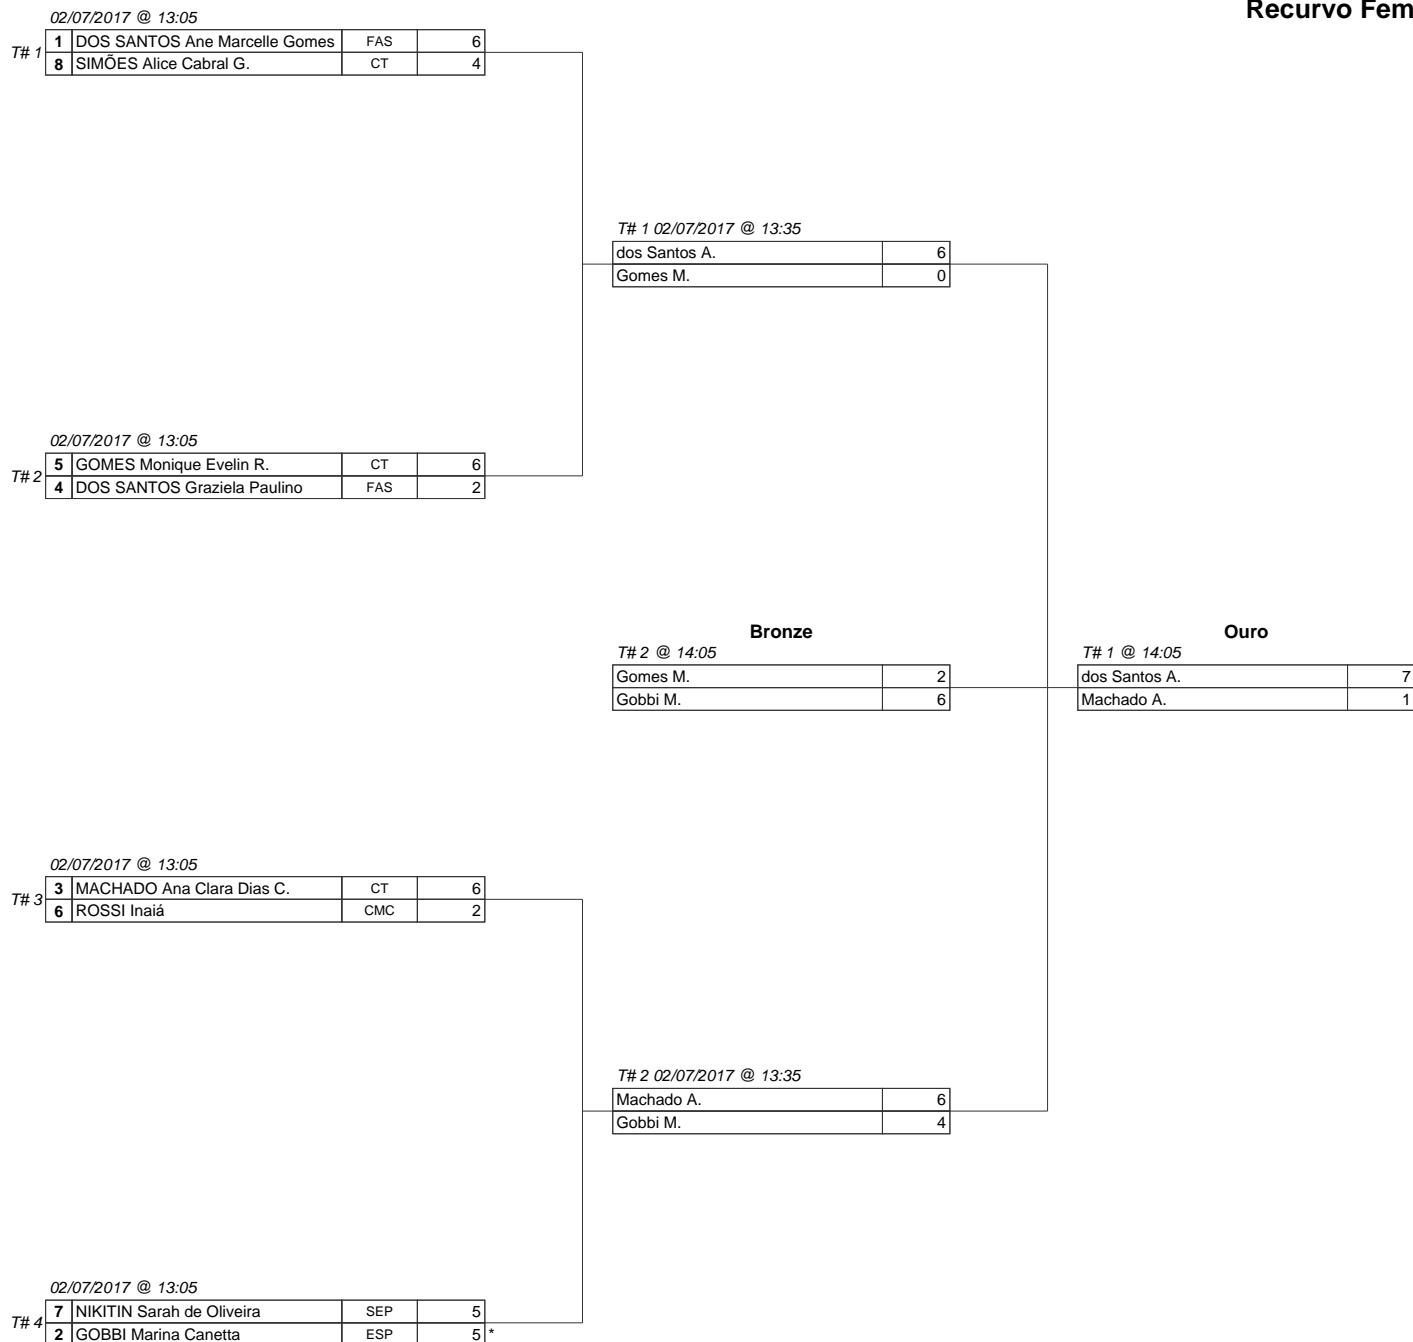 Recurvo Fem
02/07/2017 @ 13:05
T# 1
1 DOS SANTOS Ane Marcelle Gomes FAS 6
8 SIMÕES Alice Cabral G. CT 4
T# 1 02/07/2017 @ 13:35
dos Santos A. 6
Gomes M. 0
02/07/2017 @ 13:05
T# 2
5 GOMES Monique Evelin R. CT 6
4 DOS SANTOS Graziela Paulino FAS 2
Bronze
T# 2 @ 14:05
Gomes M. 2
Gobbi M. 6
Ouro
T# 1 @ 14:05
dos Santos A. 7
Machado A. 1
02/07/2017 @ 13:05
T# 3
3 MACHADO Ana Clara Dias C. CT 6
6 ROSSI Inaiá CMC 2
T# 2 02/07/2017 @ 13:35
Machado A. 6
Gobbi M. 4
02/07/2017 @ 13:05
T# 4
7 NIKITIN Sarah de Oliveira SEP 5
2 GOBBI Marina Canetta ESP 5 *